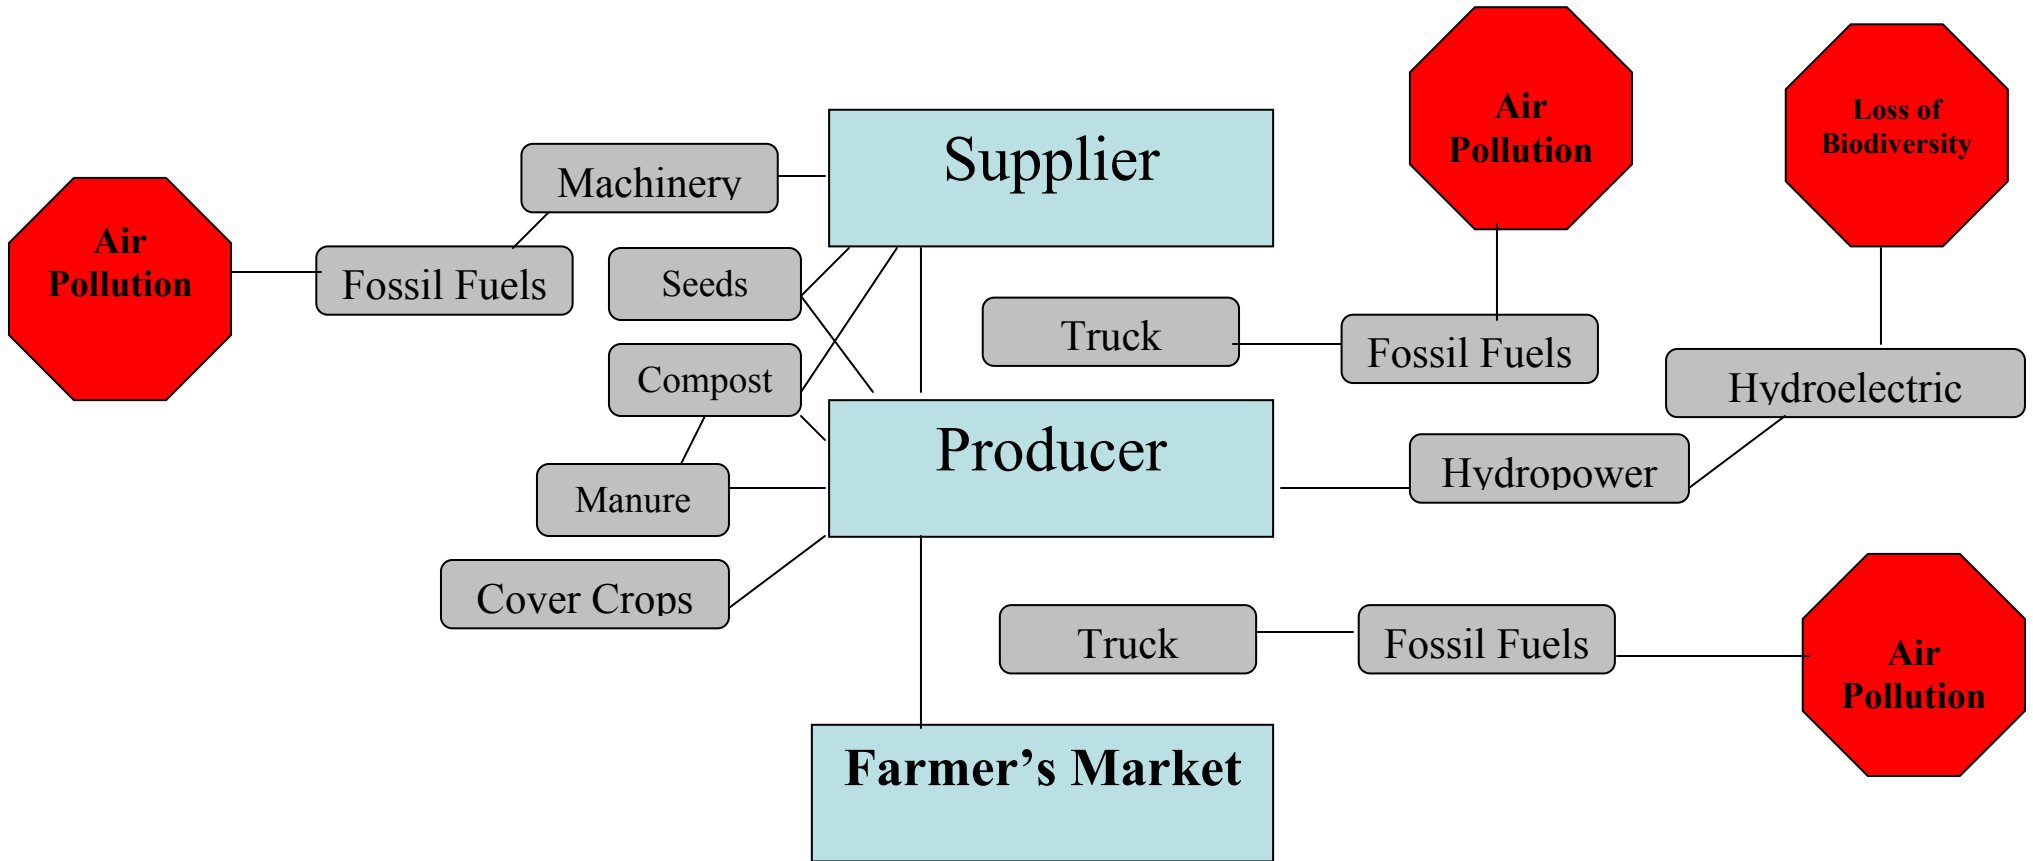 Supplier
Machinery
Air
Pollution
Fossil Fuels
Seeds
Compost
Manure
Cover Crops
Producer
Truck
Fossil Fuels
Air
Pollution
Loss of
Biodiversity
Hydroelectric
Hydropower
Truck
Fossil Fuels
Air
Pollution
Farmer’s Market